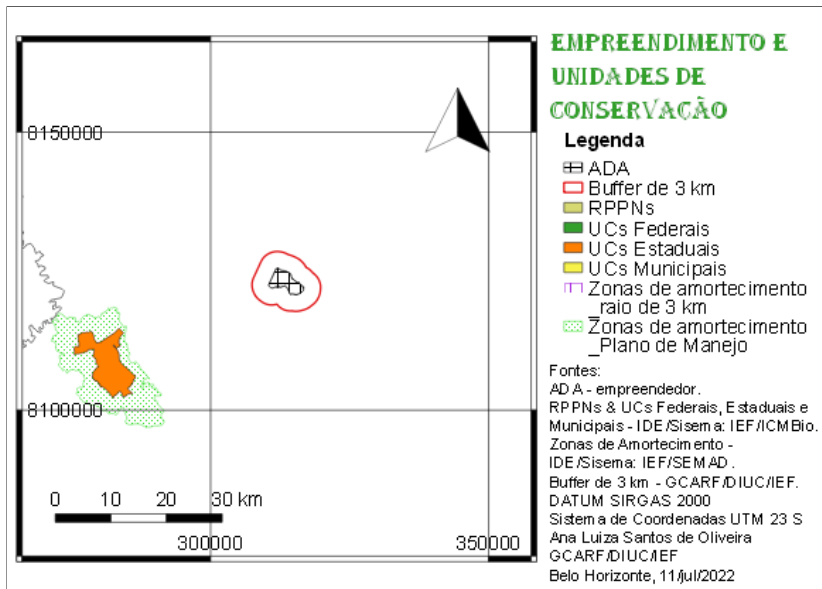 EMPREENDIMENTO E
UNIDADES DE
CONSERVAÇÃO
Legenda
ADA
Buffer de 3 km
RPPNs
UCs Federais
UCs Estaduais
UCs Municipais
Zonas de amortecimento
_raio de 3 km
Zonas de amortecimento
_Plano de Manejo
Fontes:
ADA - empreendedor.
RPPNs & UCs Federais, Estaduais e
Municipais - IDE/Sisema: IEF/ICMBio.
Zonas de Amortecimento -
IDE/Sisema: IEF/SEMAD.
Buffer de 3 km - GCARF/DIUC/IEF.
DATUM SIRGAS 2000
Sistema de Coordenadas UTM 23 S
Ana Luiza Santos de Oliveira
GCARF/DIUC/IEF
Belo Horizonte, 11/jul/2022
8150000
8100000
0 10 20 30 km
300000 350000